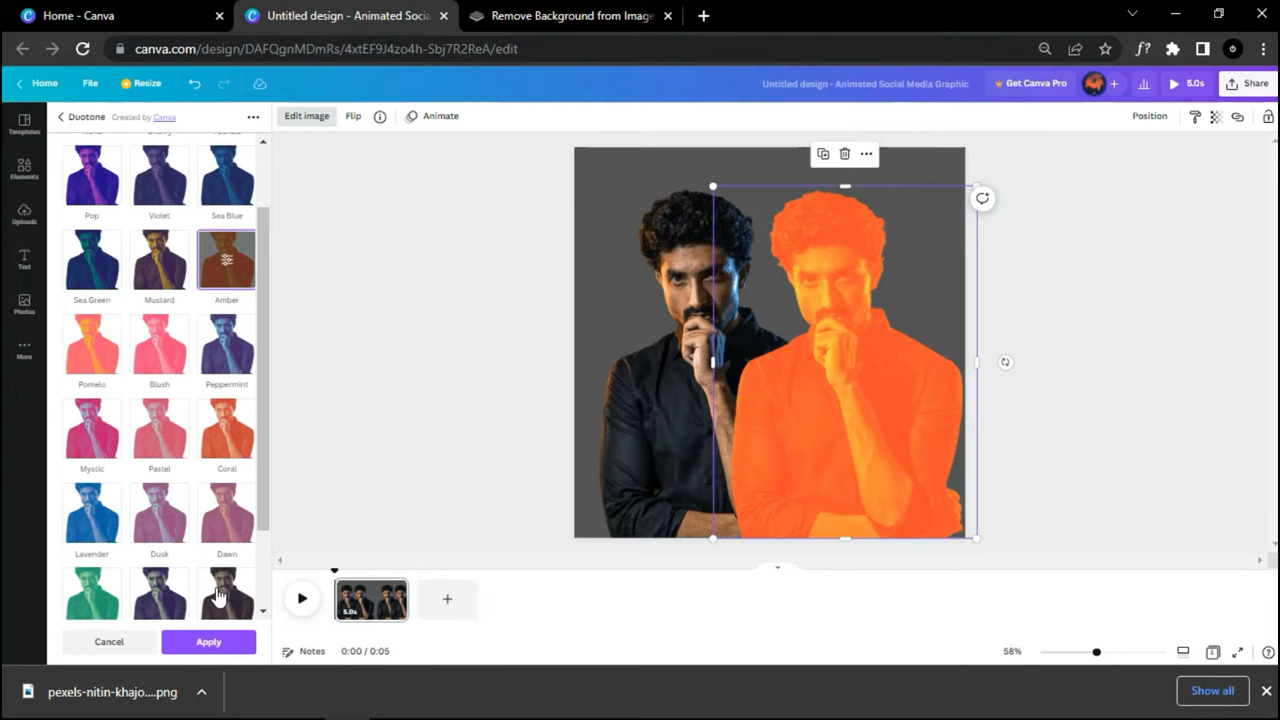 Home - Canva
Untitled design - Animated Socia
Remove Background from Image
canva.com/design/DAFQgnMDmRs/4xtEF9J4zo4h-Sbj7R2ReA/edit
Home
File
Resize
Untitled design - Animated Social Media Graphic
Get Canva Pro
5.0s
Share
Templates
Elements
Uploads
Text
Photos
More
Duotone
Created by Canva
Edit image
Flip
Animate
Position
Pop
Violet
Sea Blue
Sea Green
Mustard
Amber
Pomelo
Blush
Peppermint
Mystic
Pastel
Coral
Lavender
Dusk
Dawn
Cancel
Apply
5.0s
Notes
0:00 / 0:05
58%
1
pexels-nitin-khajo....png
Show all